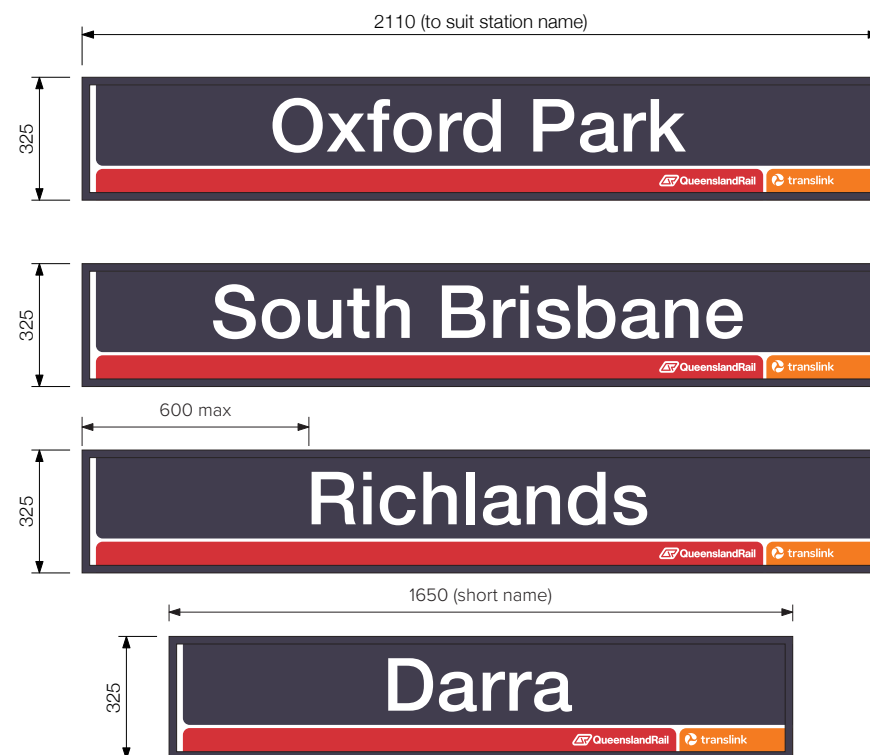 2110 (to suit station name)
325
Oxford Park
QueenslandRail translink
325
South Brisbane
QueenslandRail translink
600 max
325
Richlands
QueenslandRail translink
1650 (short name)
325
Darra
QueenslandRail translink